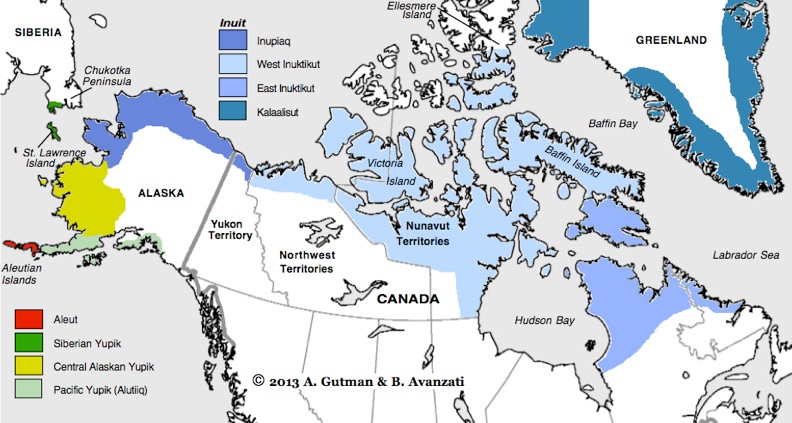 Ellesmere
Island
SIBERIA
Inuit
Inupiaq
West Inuktikut
East Inuktikut
Kalaalisut
GREENLAND
Chukotka
Peninsula
Baffin Bay
St. Lawrence
Island
Victoria
Island
Baffin Island
ALASKA
Yukon
Territory
Nunavut
Territories
Northwest
Territories
Labrador Sea
Aleutian
Islands
CANADA
Hudson Bay
Aleut
Siberian Yupik
Central Alaskan Yupik
Pacific Yupik (Alutiiq)
© 2013 A. Gutman & B. Avanzati